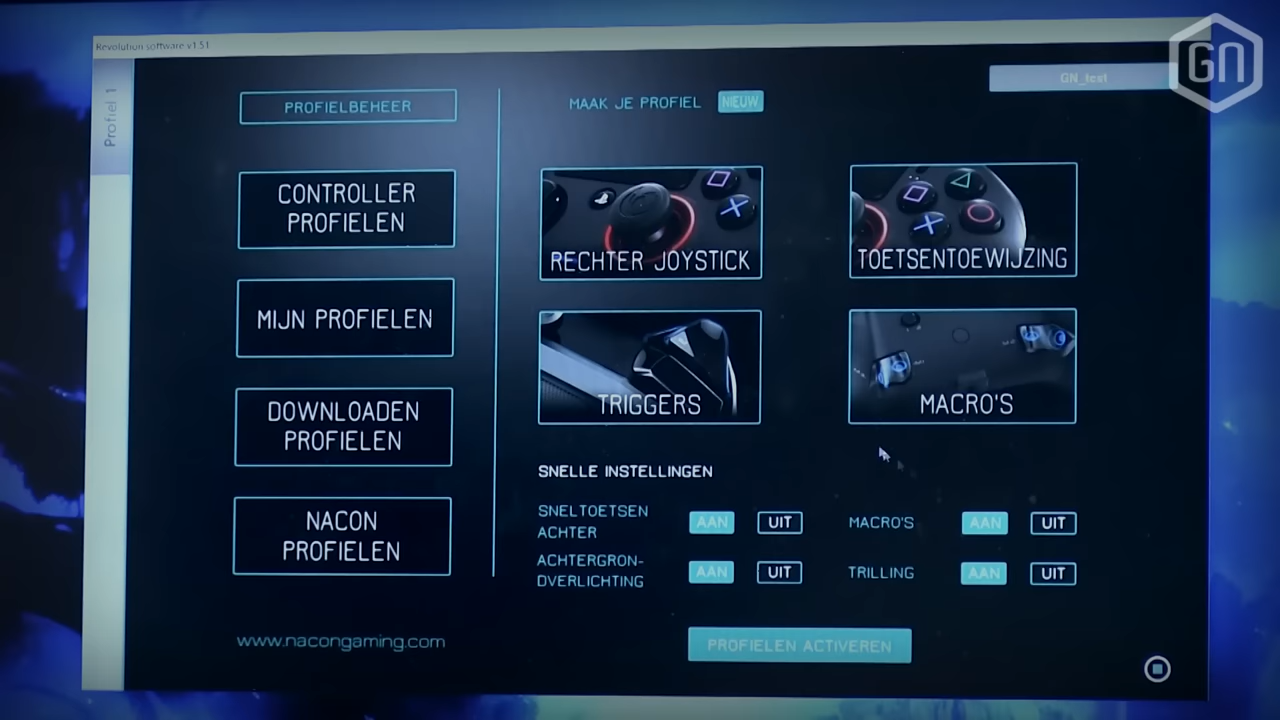 Revolution software v1.51
GN
GN_test
Profiel 1
PROFIELBEHEER
MAAK JE PROFIEL
NIEUW
CONTROLLER
PROFIELEN
MIJN PROFIELEN
DOWNLOADEN
PROFIELEN
NACON
PROFIELEN
www.nacongaming.com
RECHTER JOYSTICK
TOETSENTOEWIJZING
TRIGGERS
MACRO'S
SNELLE INSTELLINGEN
SNELTOETSEN
ACHTER
AAN
UIT
MACRO'S
AAN
UIT
ACHTERGRON-
DVERLICHTING
AAN
UIT
TRILLING
AAN
UIT
PROFIELEN ACTIVEREN